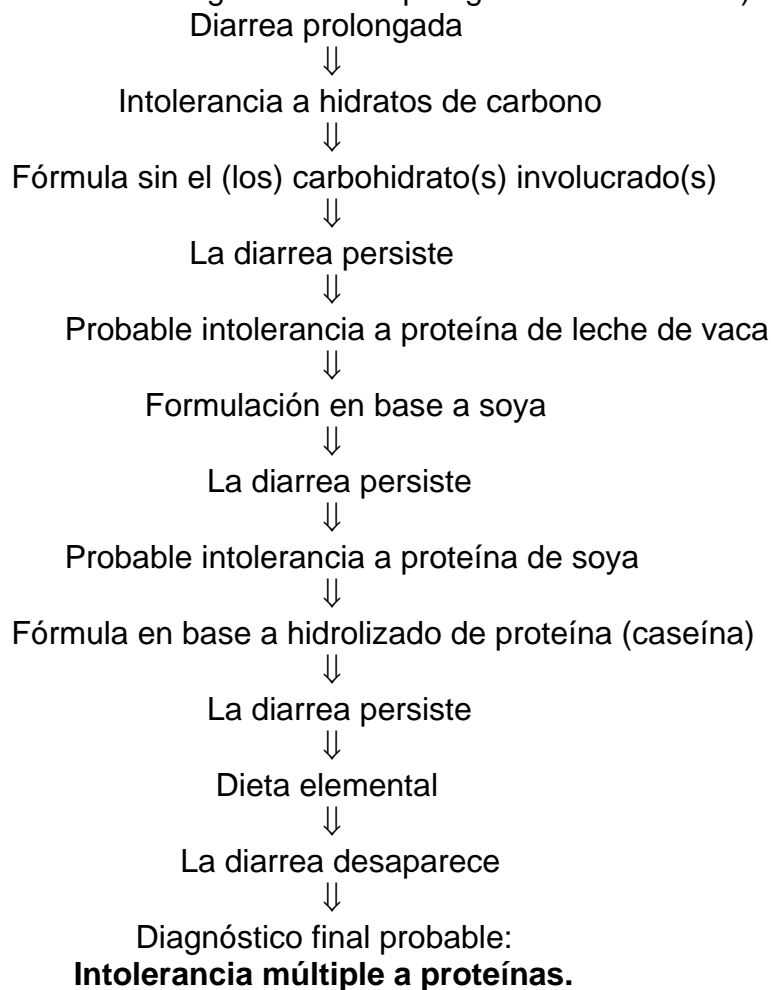 Diarrea prolongada
⇓
Intolerancia a hidratos de carbono
⇓
Fórmula sin el (los) carbohidrato(s) involucrado(s)
⇓
La diarrea persiste
⇓
Probable intolerancia a proteína de leche de vaca
⇓
Formulación en base a soya
⇓
La diarrea persiste
⇓
Probable intolerancia a proteína de soya
⇓
Fórmula en base a hidrolizado de proteína (caseína)
⇓
La diarrea persiste
⇓
Dieta elemental
⇓
La diarrea desaparece
⇓
Diagnóstico final probable:
Intolerancia múltiple a proteínas.